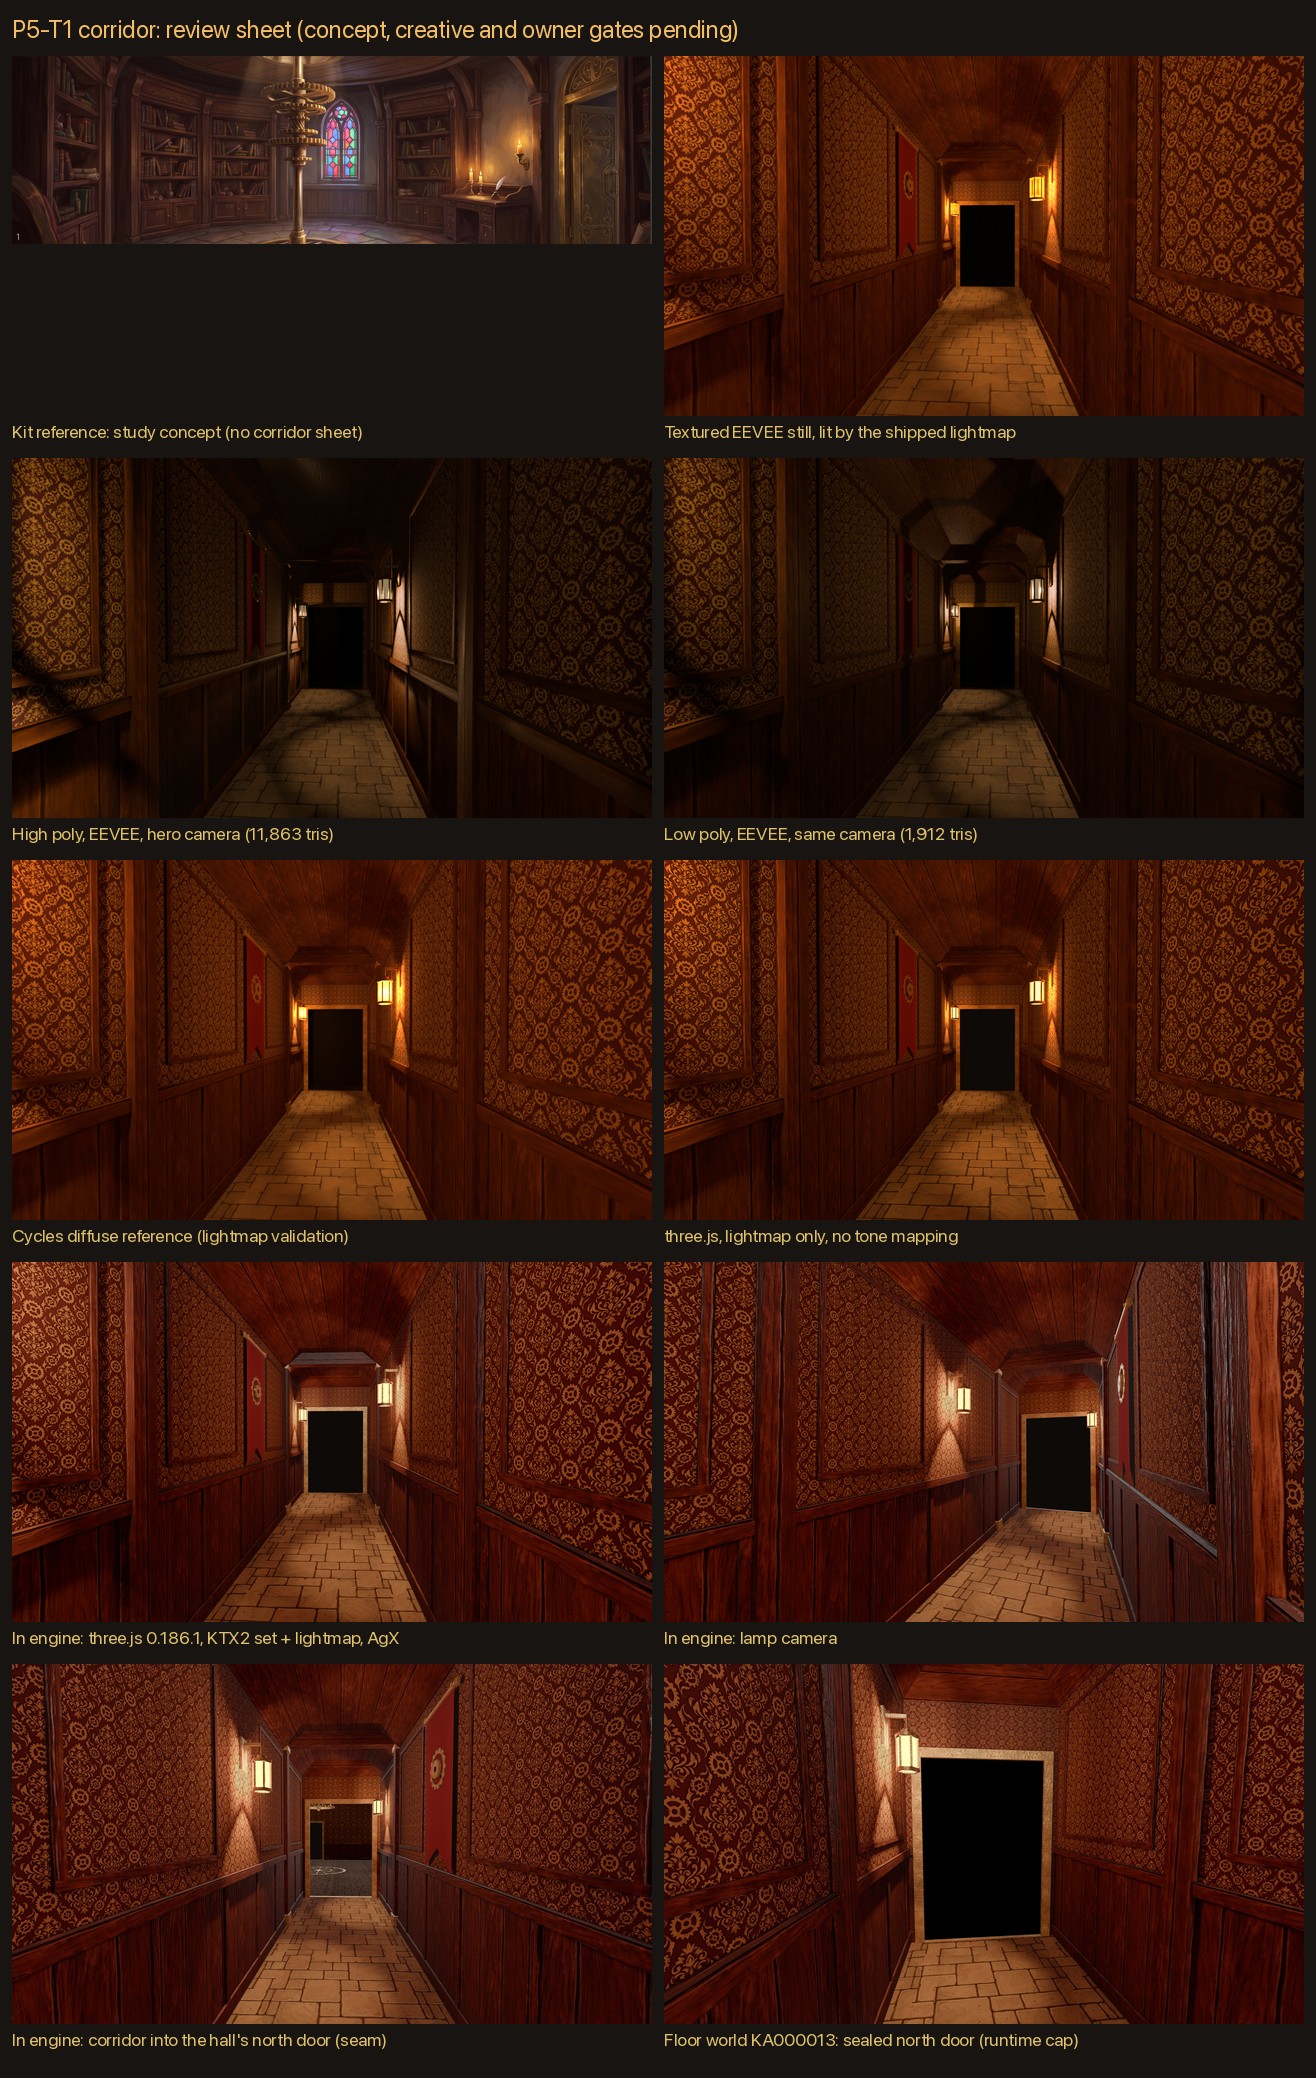 P5-T1 corridor: review sheet (concept, creative and owner gates pending)
1
Kit reference: study concept (no corridor sheet)
Textured EEVEE still, lit by the shipped lightmap
High poly, EEVEE, hero camera (11,863 tris)
Low poly, EEVEE, same camera (1,912 tris)
Cycles diffuse reference (lightmap validation)
three.js, lightmap only, no tone mapping
In engine: three.js 0.186.1, KTX2 set + lightmap, AgX
In engine: lamp camera
In engine: corridor into the hall's north door (seam)
Floor world KA000013: sealed north door (runtime cap)